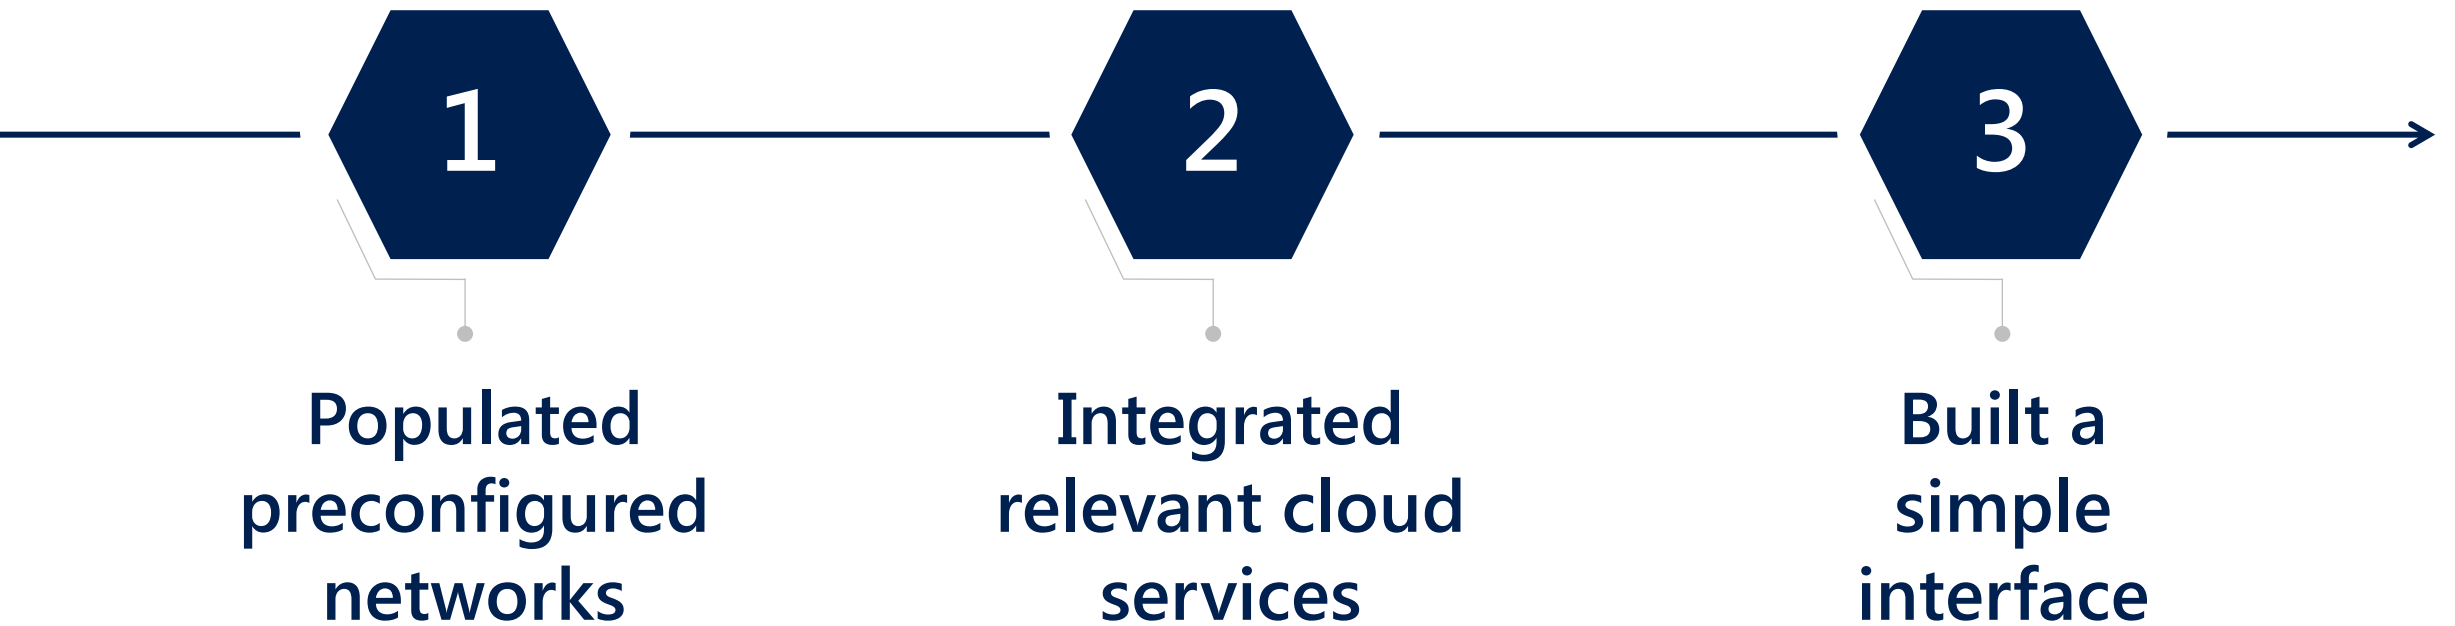 1
Populated
preconfigured
networks
2
Integrated
relevant cloud
services
3
Built a
simple
interface